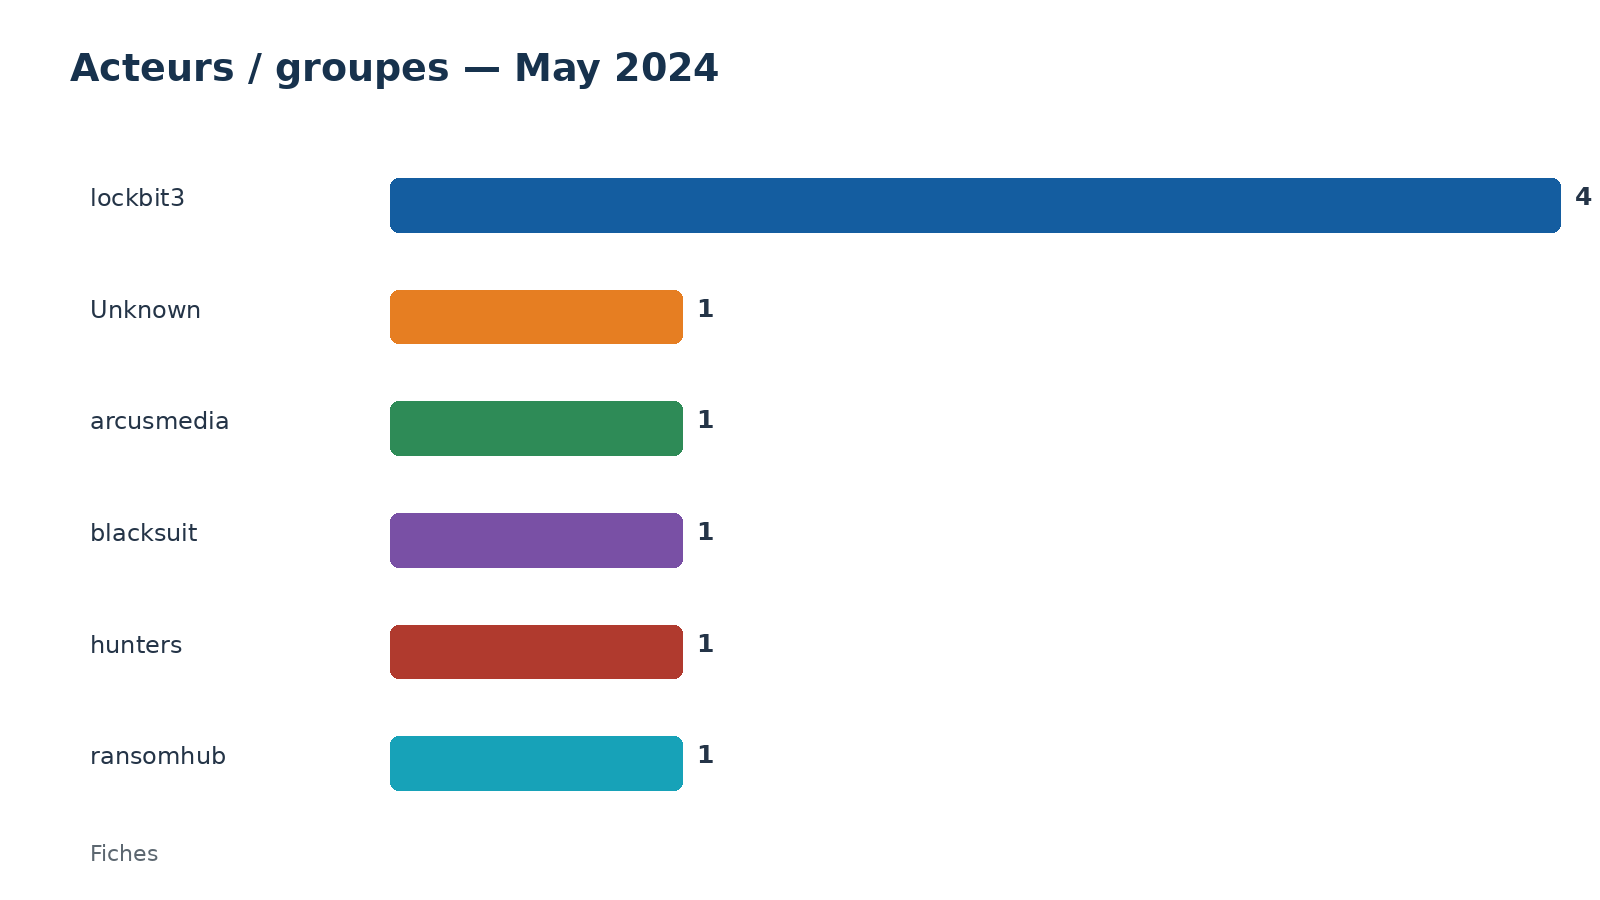 Acteurs / groupes — May 2024
lockbit3 4
Unknown 1
arcusmedia 1
blacksuit 1
hunters 1
ransomhub 1
Fiches